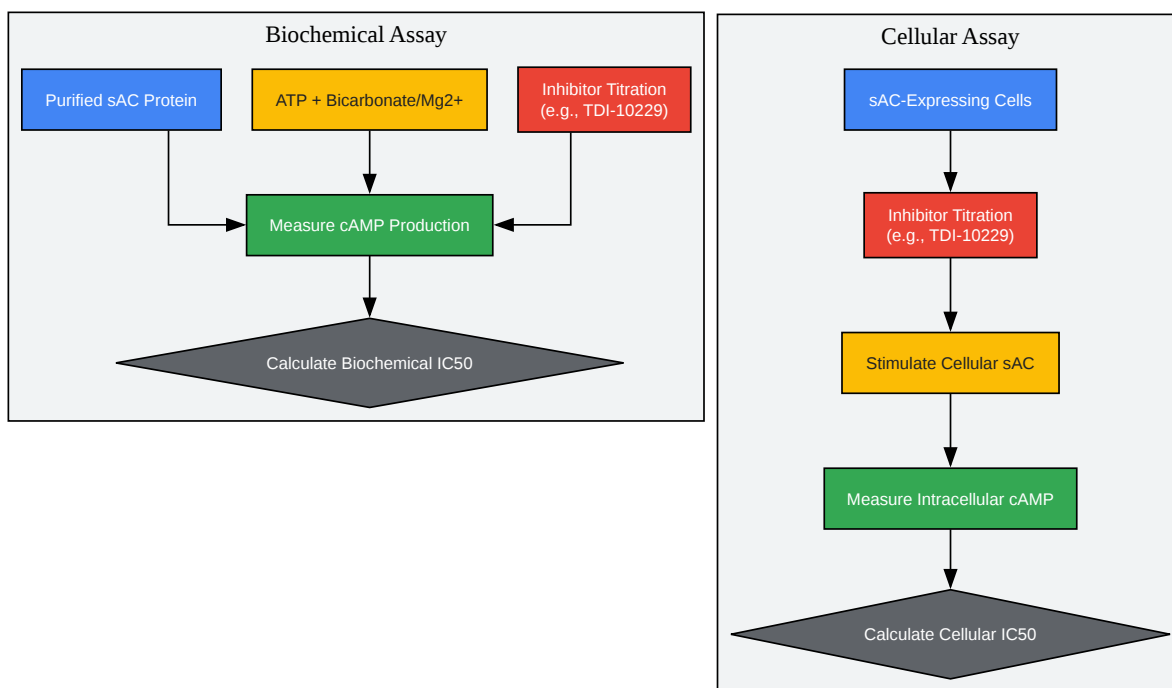 Biochemical Assay
Purified sAC Protein
ATP + Bicarbonate/Mg2+
Inhibitor Titration
(e.g., TDI-10229)
Measure cAMP Production
Calculate Biochemical IC50
Cellular Assay
sAC-Expressing Cells
Inhibitor Titration
(e.g., TDI-10229)
Stimulate Cellular sAC
Measure Intracellular cAMP
Calculate Cellular IC50